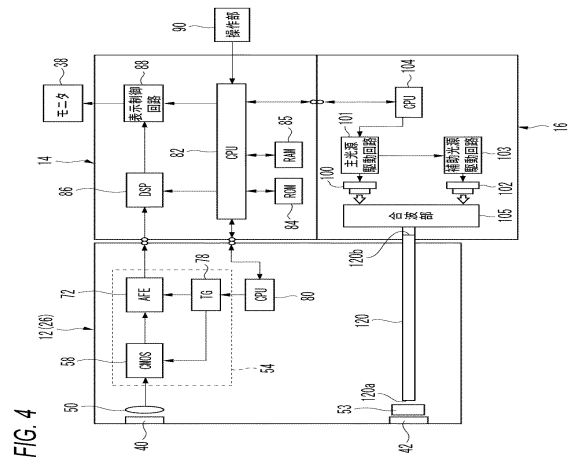 FIG. 4
12(26)
14
38
モニタ
90
操作部
88
表示制御
回路
86
DSP
82
CPU
85
RAM
84
ROM
72
AFE
78
TG
80
CPU
58
CMOS
54
50
40
16
104
CPU
101
主光源
駆動回路
103
補助光源
駆動回路
100
102
合波部
105
120b
120
120a
53
42